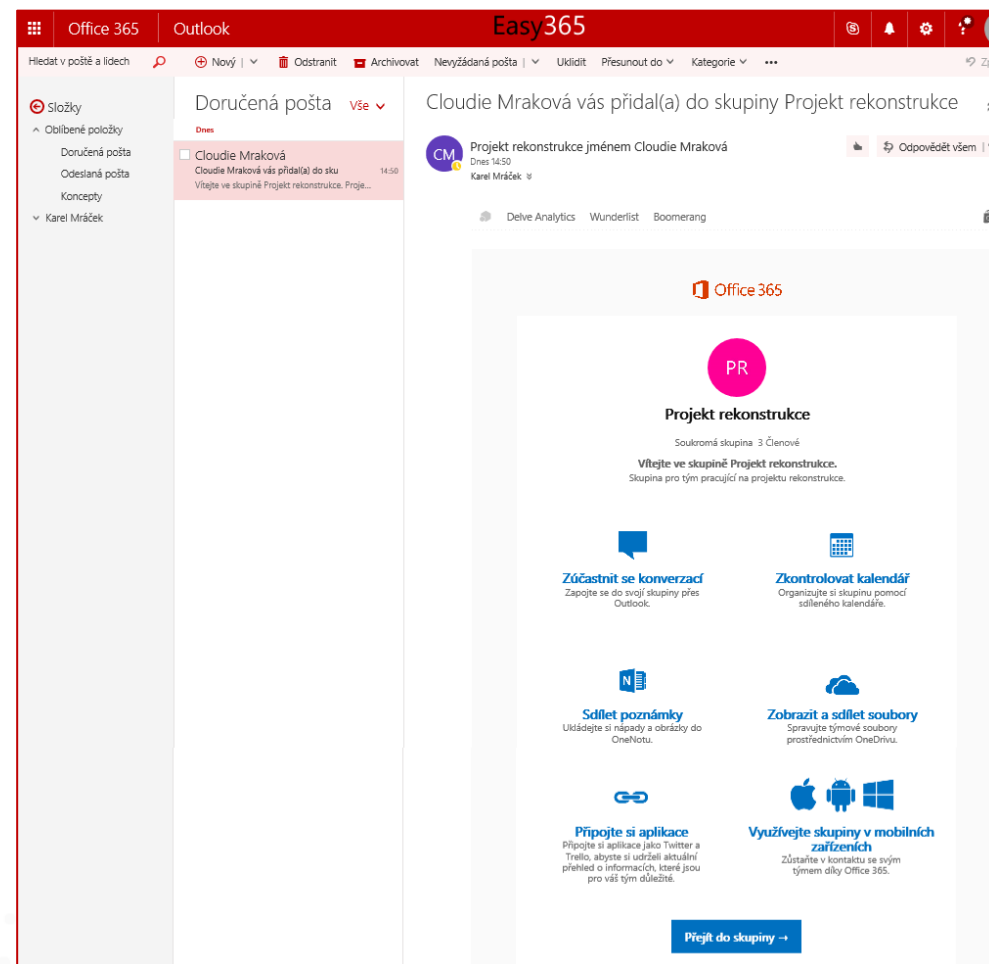 Office 365
Outlook
Easy365
Hledat v poště a lidech
Nový
Odstranit
Archivovat
Nevyžádaná pošta
Uklidit
Přesunout do
Kategorie
Složky
Oblíbené položky
Doručená pošta
Odeslaná pošta
Koncepty
Karel Mráček
Doručená pošta Vše
Dnes
Cloudie Mraková
Cloudie Mraková vás přidal(a) do sku 14:50
Vítejte ve skupině Projekt rekonstrukce. Proje...
Cloudie Mraková vás přidal(a) do skupiny Projekt rekonstrukce
CM
Projekt rekonstrukce jménem Cloudie Mraková
Dnes 14:50
Karel Mráček
Odpovědět všem
Delve Analytics Wunderlist Boomerang
Office 365
PR
Projekt rekonstrukce
Soukromá skupina 3 Členové
Vítejte ve skupině Projekt rekonstrukce.
Skupina pro tým pracující na projektu rekonstrukce.
Zúčastnit se konverzací
Zapojte se do svojí skupiny přes
Outlook.
Zkontrolovat kalendář
Organizujte si skupinu pomocí
sdíleného kalendáře.
N
Sdílet poznámky
Ukládejte si nápady a obrázky do
OneNotu.
Zobrazit a sdílet soubory
Spravujte týmové soubory
prostřednictvím OneDrivu.
Připojte si aplikace
Připojte si aplikace jako Twitter a
Trello, abyste si udrželi aktuální
přehled o informacích, které jsou
pro váš tým důležité.
Využívejte skupiny v mobilních
zařízeních
Zůstaňte v kontaktu se svým
týmem díky Office 365.
Přejít do skupiny →